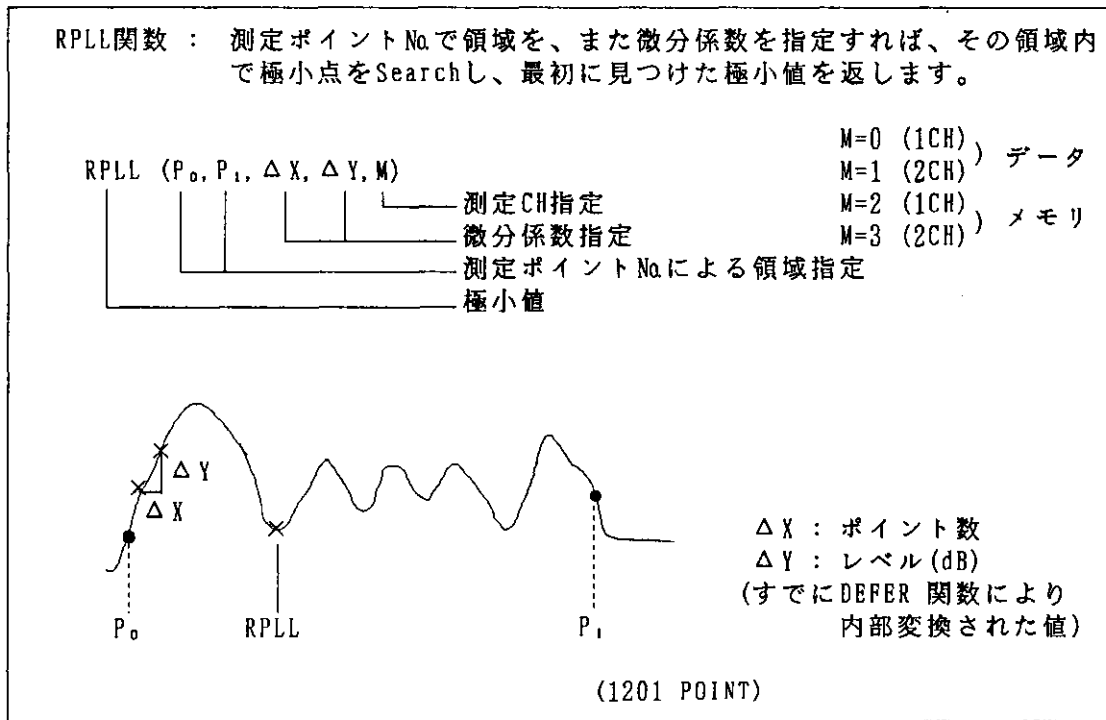 RPLL関数 : 測定ポイント№で領域を、また微分係数を指定すれば、その領域内
で極小点をSearchし、最初に見つけた極小値を返します。
RPLL (P₀, P₁, ΔX, ΔY, M)
測定CH指定
微分係数指定
測定ポイント№による領域指定
極小値
M=0 (1CH)
M=1 (2CH)
) データ
M=2 (1CH)
M=3 (2CH)
) メモリ
ΔY
ΔX
P₀
RPLL
P₁
ΔX : ポイント数
ΔY : レベル(dB)
(すでにDEFER 関数により
内部変換された値)
(1201 POINT)